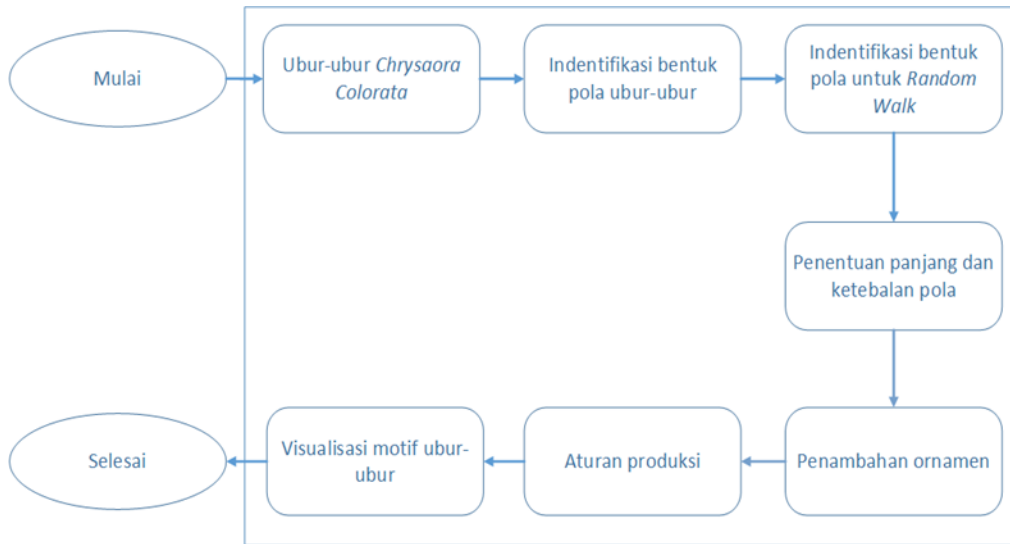 Mulai
Ubur-ubur Chrysaora
Colorata
Indentifikasi bentuk
pola ubur-ubur
Indentifikasi bentuk
pola untuk Random
Walk
Penentuan panjang dan
ketebalan pola
Penambahan ornamen
Aturan produksi
Visualisasi motif ubur-
ubur
Selesai